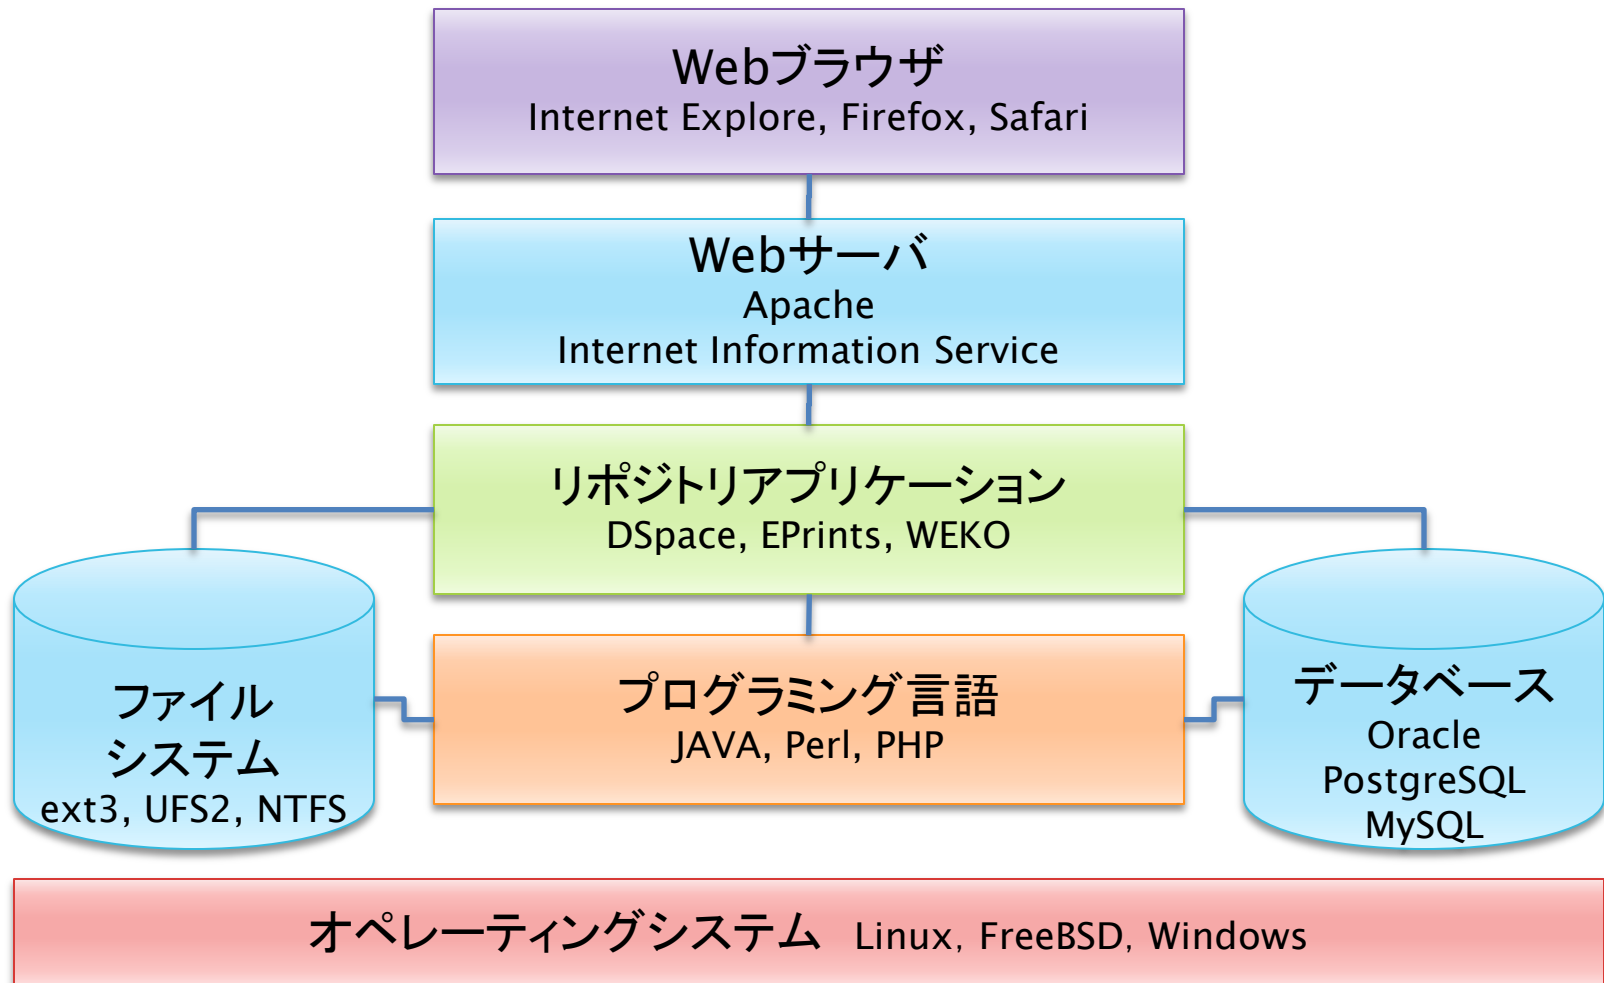 Webブラウザ
Internet Explore, Firefox, Safari
Webサーバ
Apache
Internet Information Service
リポジトリアプリケーション
DSpace, EPrints, WEKO
ファイル
システム
ext3, UFS2, NTFS
プログラミング言語
JAVA, Perl, PHP
データベース
Oracle
PostgreSQL
MySQL
オペレーティングシステム Linux, FreeBSD, Windows